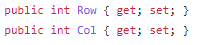 public int Row { get; set; }
public int Col { get; set; }